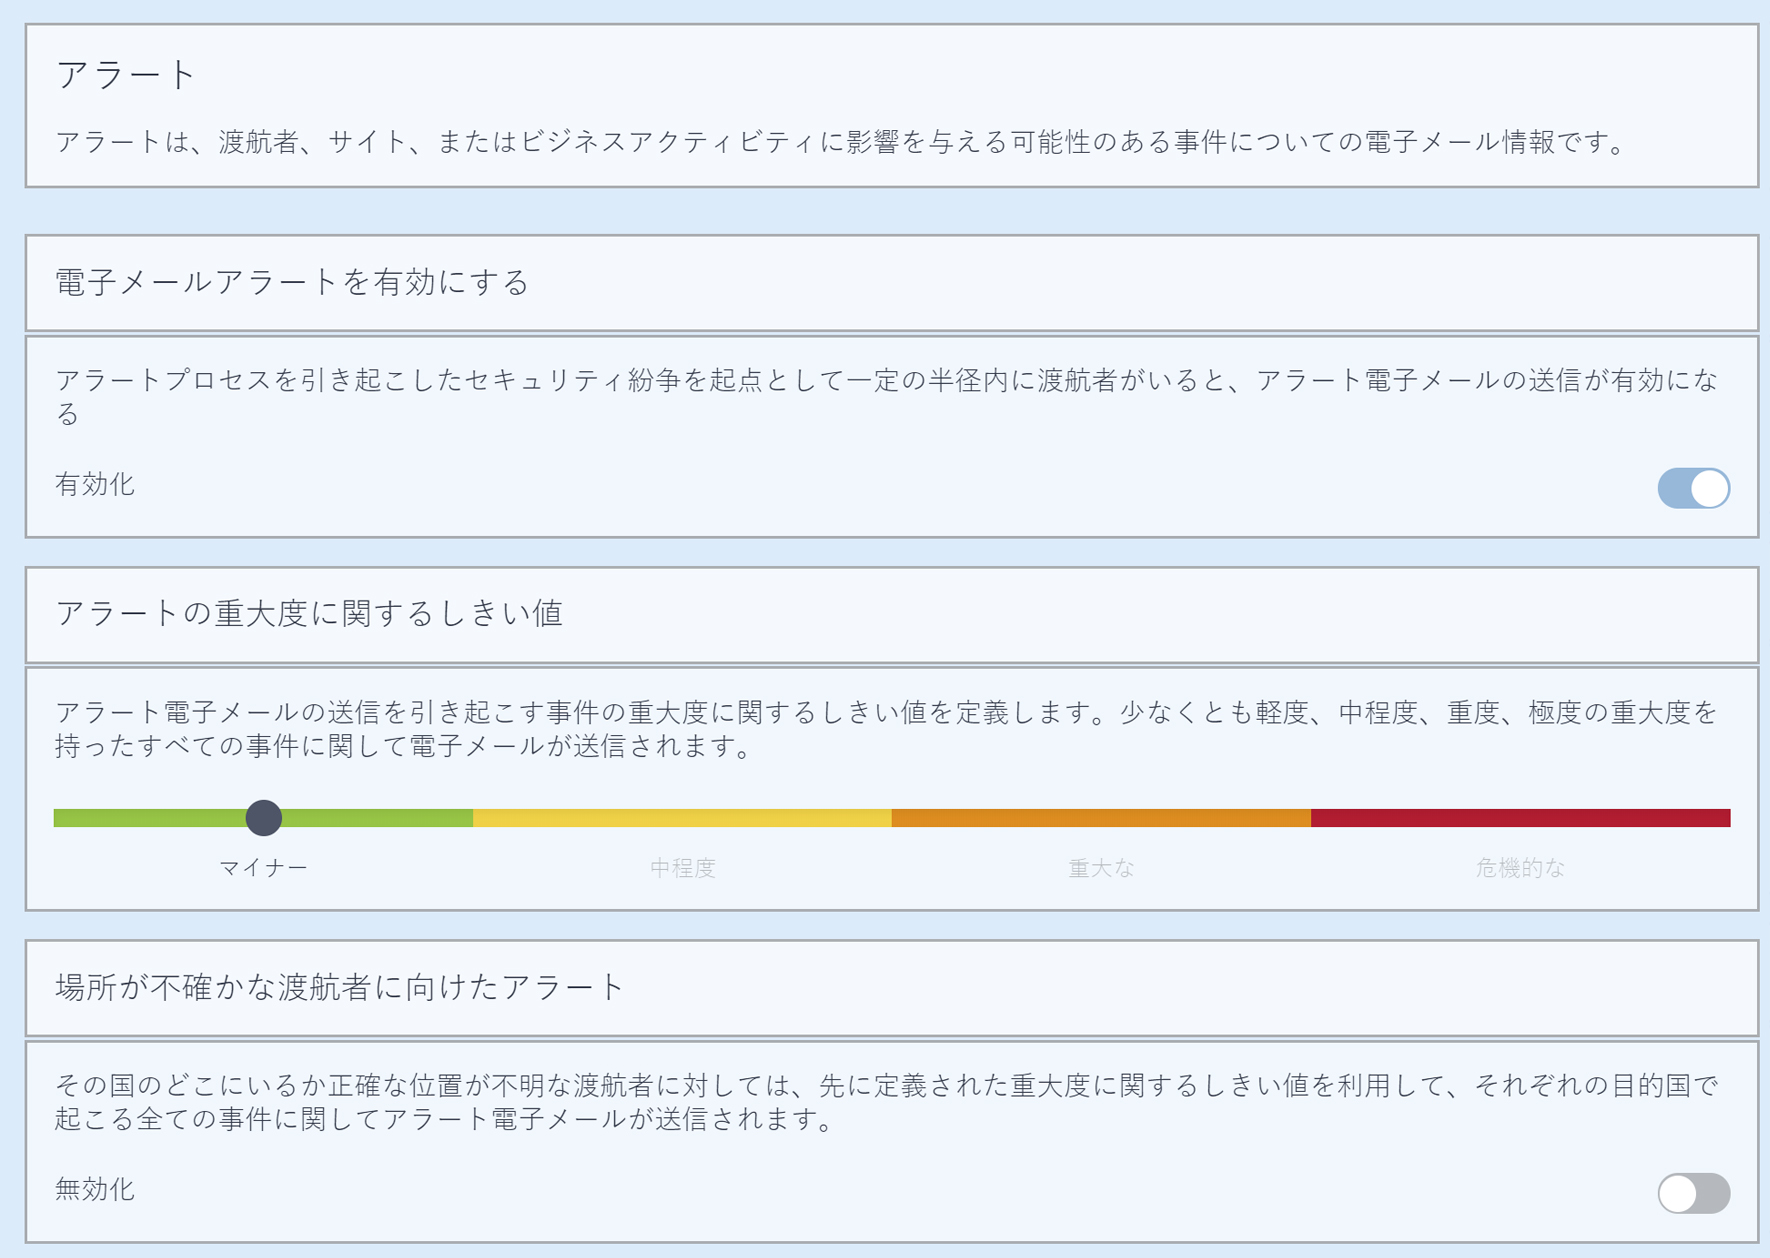 アラート
アラートは、渡航者、サイト、またはビジネスアクティビティに影響を与える可能性のある事件についての電子メール情報です。
電子メールアラートを有効にする
アラートプロセスを引き起こしたセキュリティ紛争を起点として一定の半径内に渡航者がいると、アラート電子メールの送信が有効にな
る
有効化
アラートの重大度に関するしきい値
アラート電子メールの送信を引き起こす事件の重大度に関するしきい値を定義します。少なくとも軽度、中程度、重度、極度の重大度を
持ったすべての事件に関して電子メールが送信されます。
マイナー 中程度 重大な 危機的な
場所が不確かな渡航者に向けたアラート
その国のどこにいるか正確な位置が不明な渡航者に対しては、先に定義された重大度に関するしきい値を利用して、それぞれの目的国で
起こる全ての事件に関してアラート電子メールが送信されます。
無効化